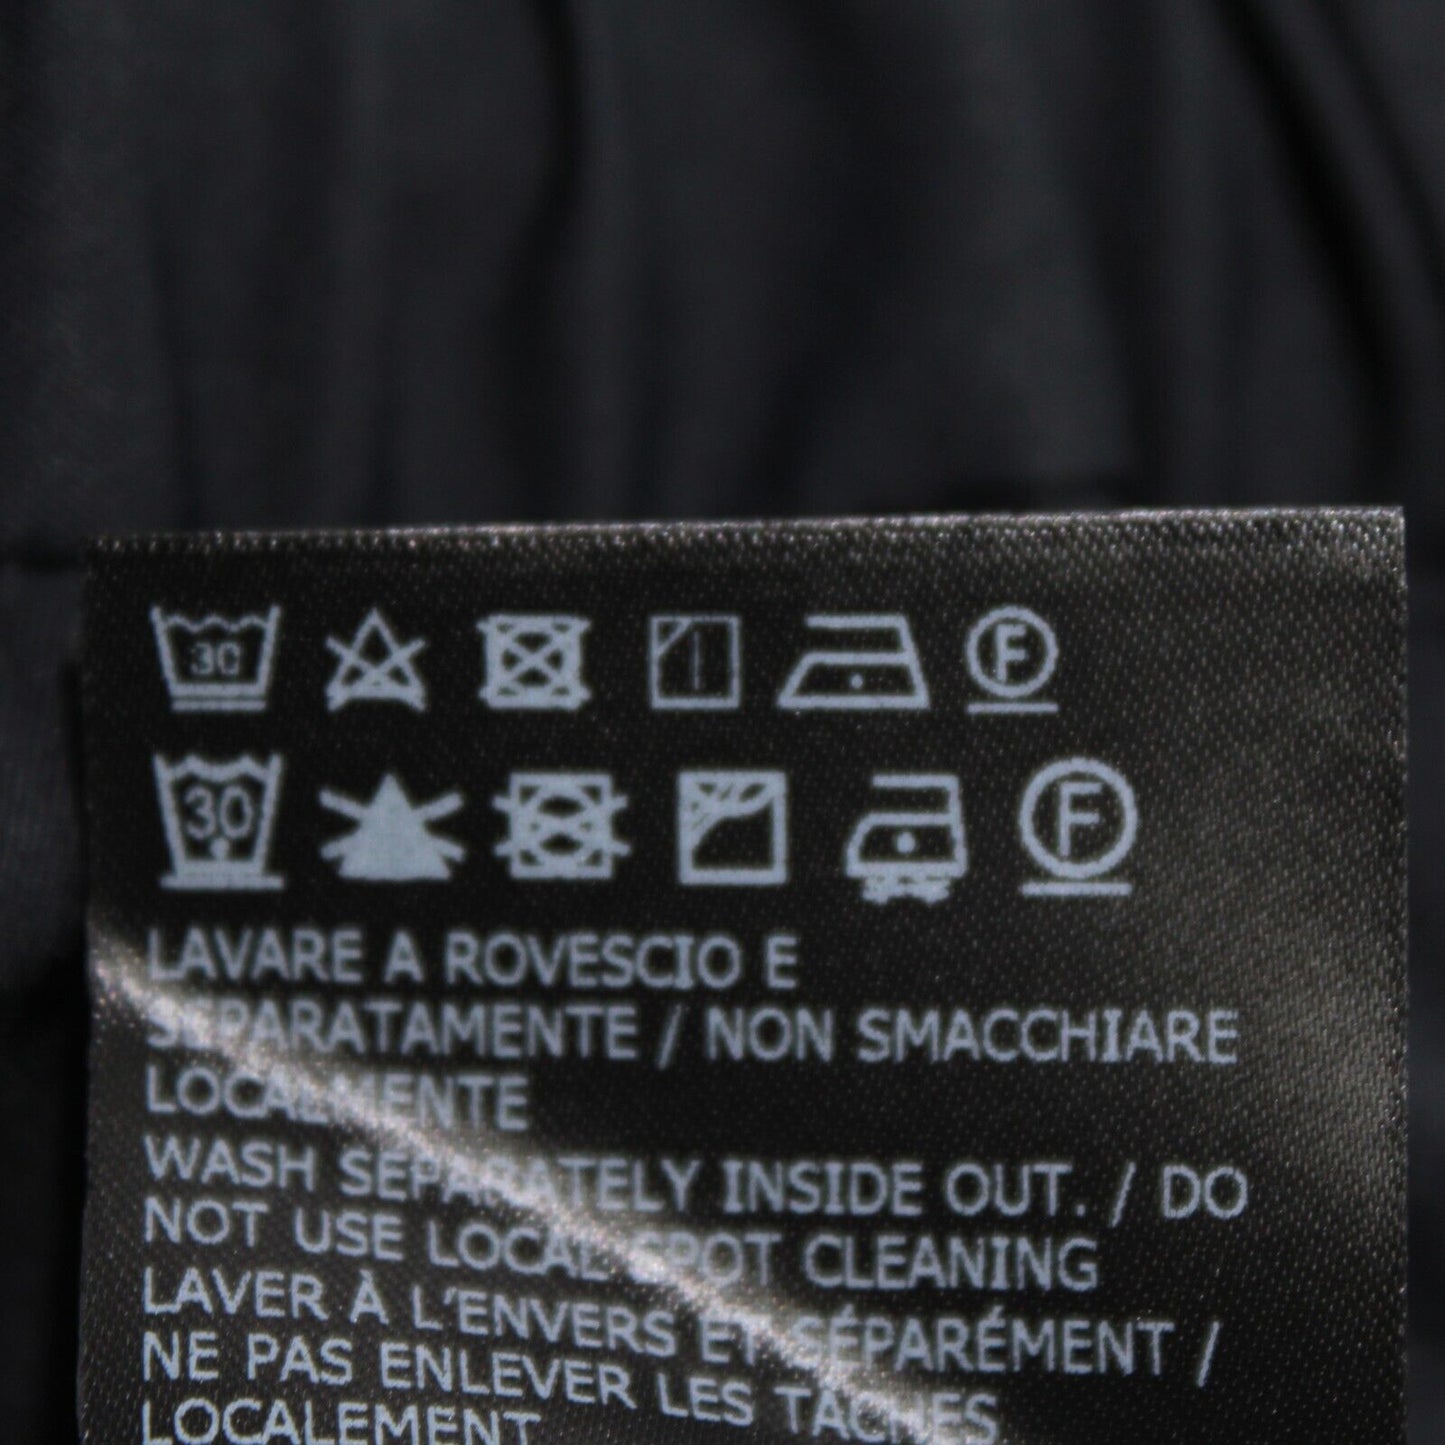 30 F
30 F
LAVARE A ROVESCIO E
SEPARATAMENTE / NON SMACCHIARE
LOCALMENTE
WASH SEPARATELY INSIDE OUT. / DO
NOT USE LOCAL SPOT CLEANING
LAVER À L'ENVERS ET SÉPARÉMENT /
NE PAS ENLEVER LES TACHES
LOCALEMENT